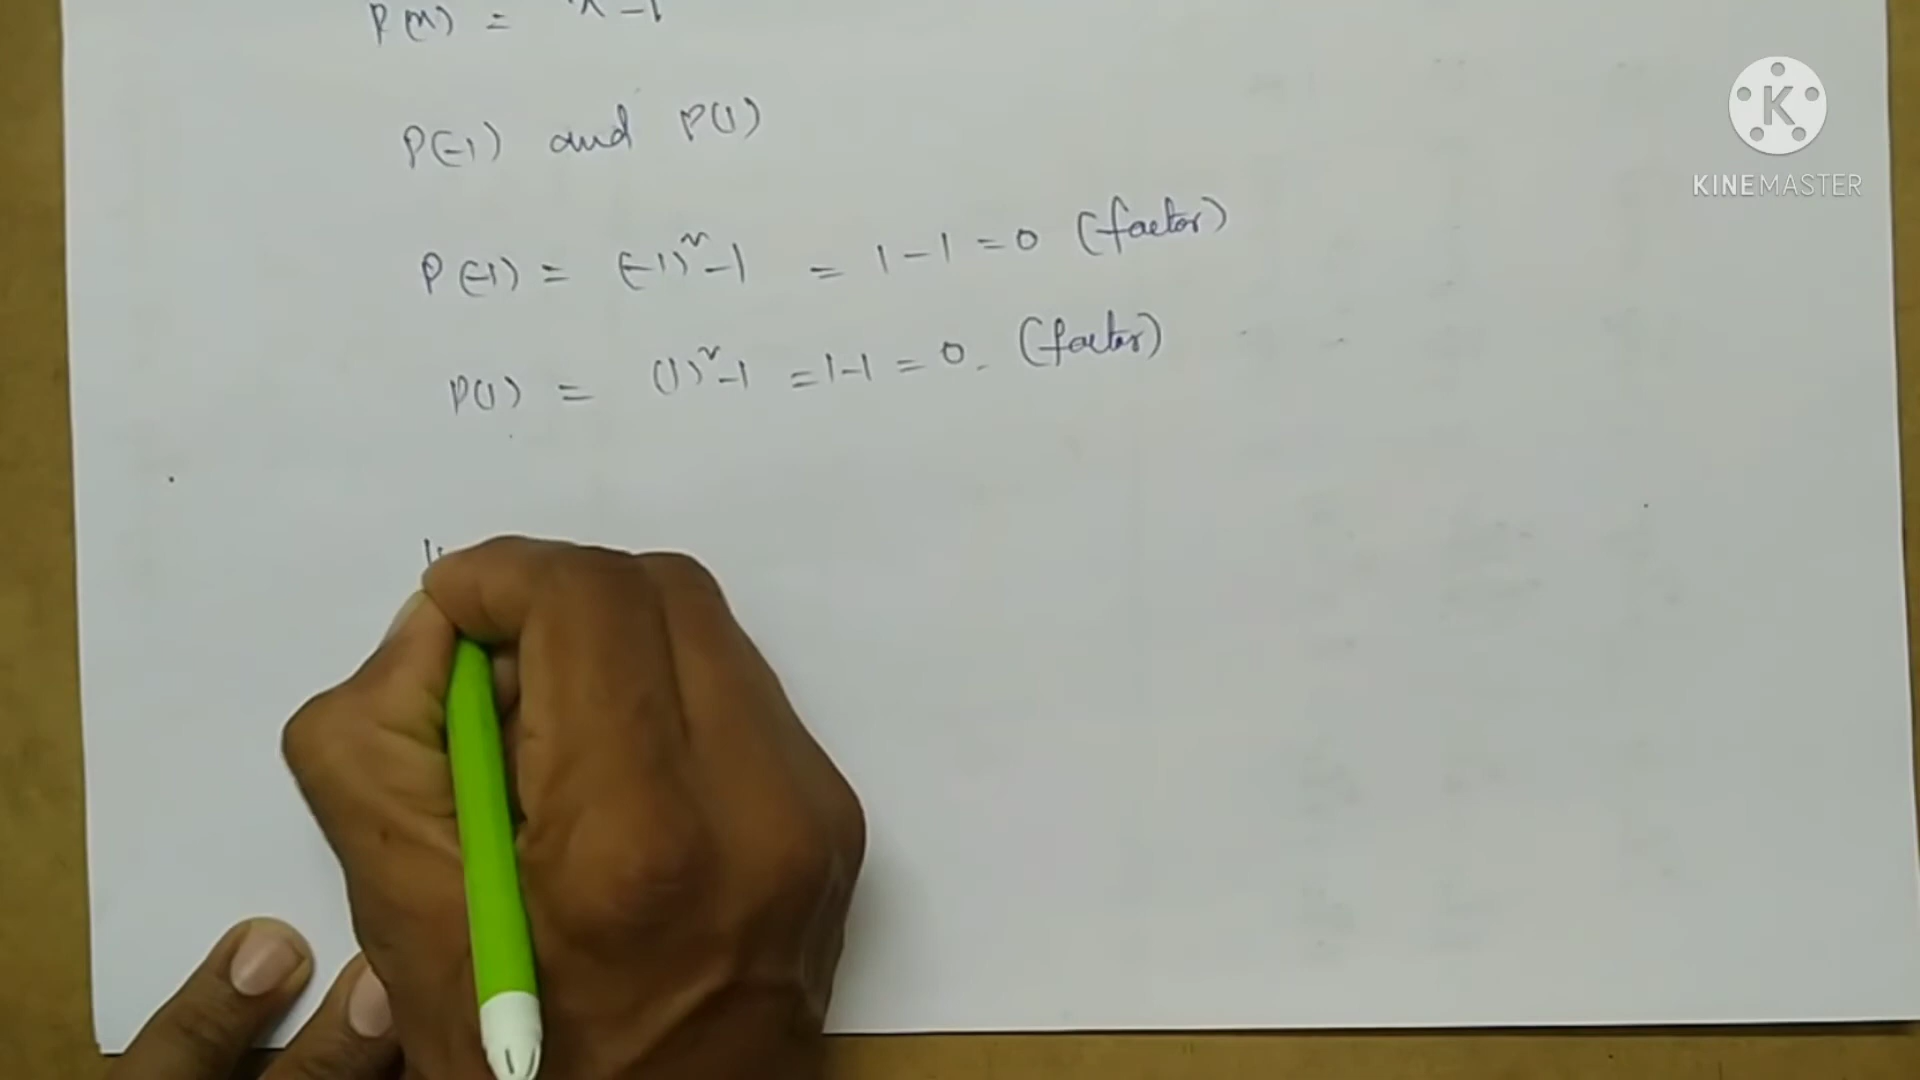 P(x) = x² - 1
P(-1) and P(1)
P(-1) = (-1)² - 1 = 1 - 1 = 0 (factor)
P(1) = (1)² - 1 = 1 - 1 = 0. (factor)
KINEMASTER